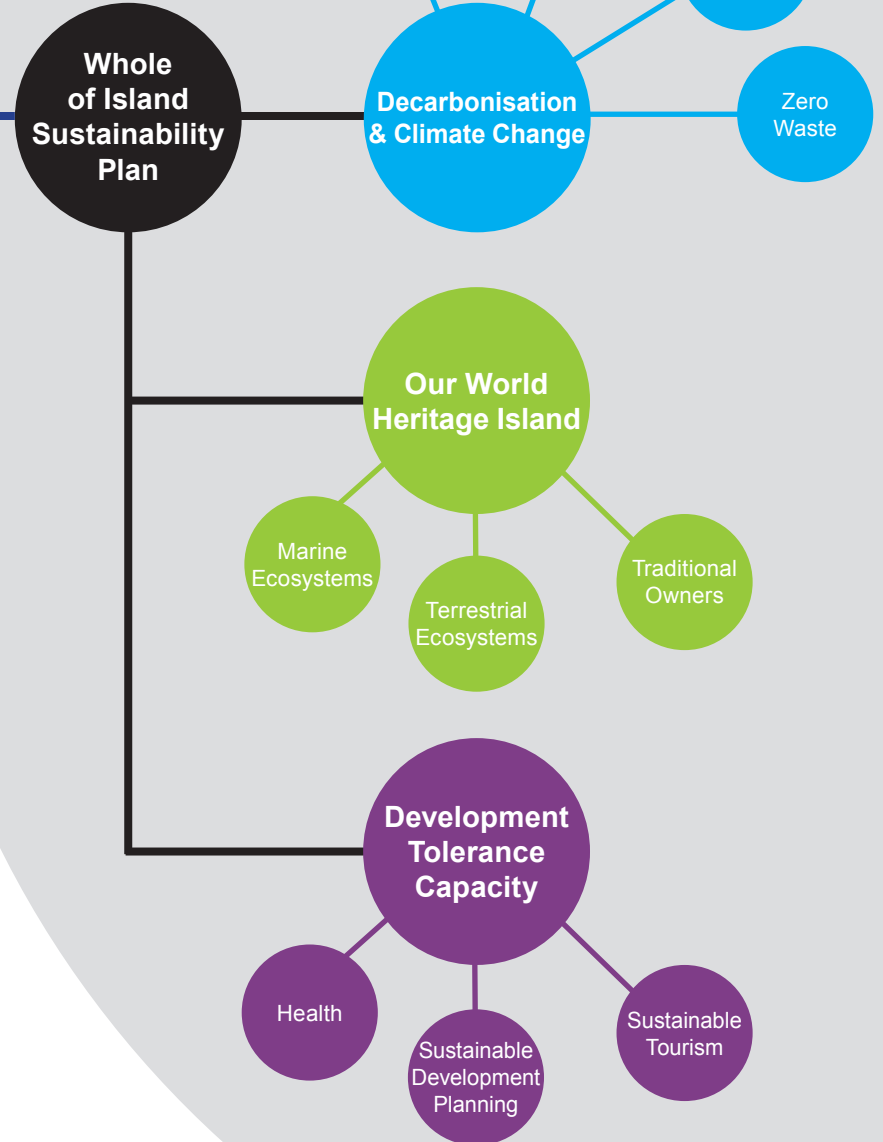 Whole
of Island
Sustainability
Plan
Decarbonisation
& Climate Change
Zero
Waste
Our World
Heritage Island
Marine
Ecosystems
Terrestrial
Ecosystems
Traditional
Owners
Development
Tolerance
Capacity
Health
Sustainable
Development
Planning
Sustainable
Tourism